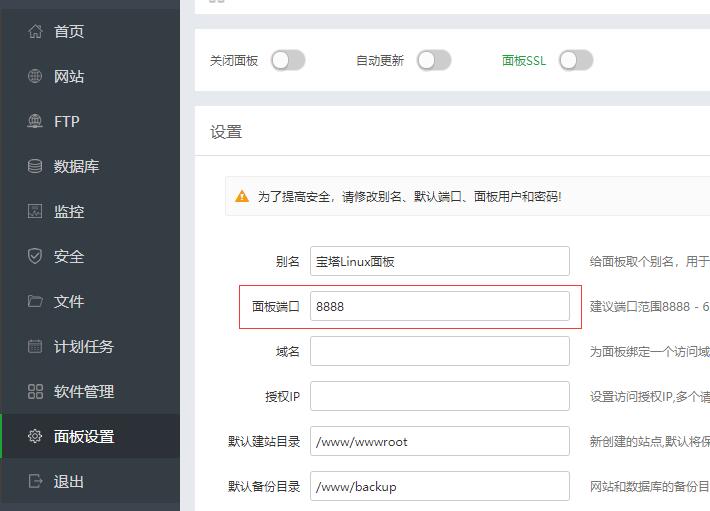 首页
网站
FTP
数据库
监控
安全
文件
计划任务
软件管理
面板设置
退出
关闭面板 自动更新 面板SSL
设置
为了提高安全，请修改别名、默认端口、面板用户和密码!
别名 宝塔Linux面板 给面板取个别名，用于
面板端口 8888 建议端口范围8888 - 6
域名 为面板绑定一个访问域
授权IP 设置访问授权IP,多个请
默认建站目录 /www/wwwroot 新创建的站点,默认将保
默认备份目录 /www/backup 网站和数据库的备份目